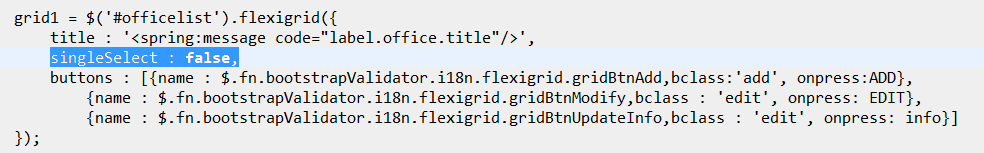 grid1 = $('#officelist').flexigrid({
title : '<spring:message code="label.office.title"/>',
singleSelect : false,
buttons : [{name : $.fn.bootstrapValidator.i18n.flexigrid.gridBtnAdd,bclass:'add', onpress:ADD},
{name : $.fn.bootstrapValidator.i18n.flexigrid.gridBtnModify,bclass : 'edit', onpress: EDIT},
{name : $.fn.bootstrapValidator.i18n.flexigrid.gridBtnUpdateInfo,bclass : 'edit', onpress: info}]
});